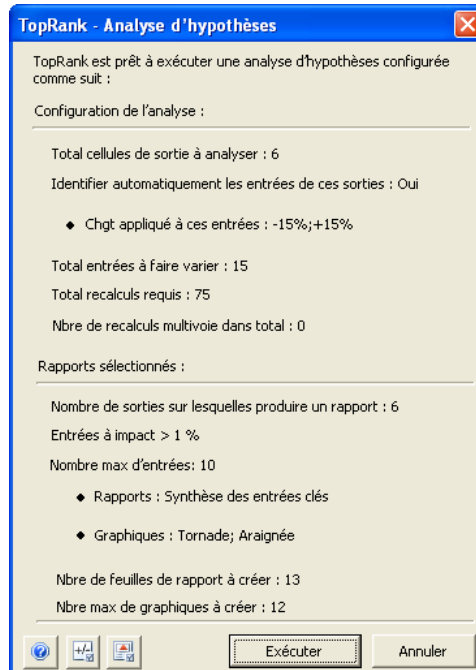 TopRank - Analyse d'hypothèses
TopRank est prêt à exécuter une analyse d'hypothèses configurée
comme suit :
Configuration de l'analyse :
Total cellules de sortie à analyser : 6
Identifier automatiquement les entrées de ces sorties : Oui
◆ Chgt appliqué à ces entrées : -15%;+15%
Total entrées à faire varier : 15
Total recalculs requis : 75
Nbre de recalculs multivoie dans total : 0
Rapports sélectionnés :
Nombre de sorties sur lesquelles produire un rapport : 6
Entrées à impact > 1 %
Nombre max d'entrées: 10
◆ Rapports : Synthèse des entrées clés
◆ Graphiques : Tornade; Araignée
Nbre de feuilles de rapport à créer : 13
Nbre max de graphiques à créer : 12
Exécuter
Annuler